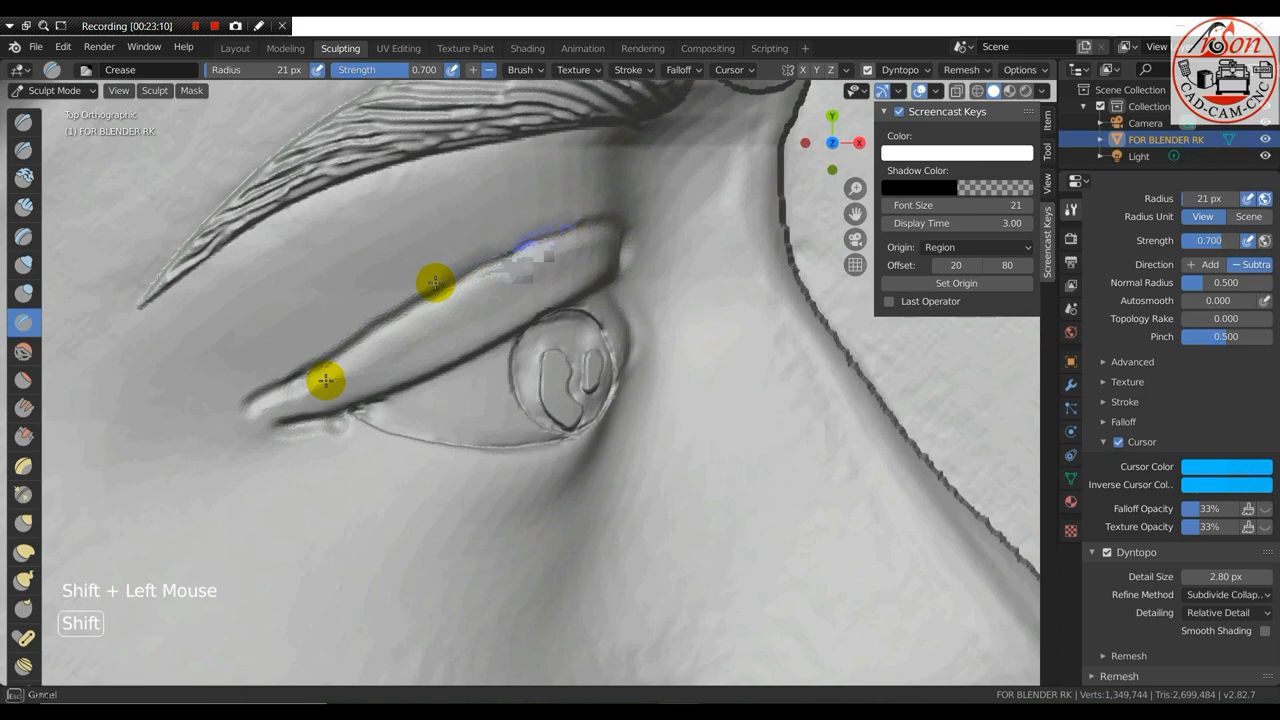 Recording [00:23:10]
File Edit Render Window Help Layout Modeling Sculpting UV Editing Texture Paint Shading Animation Rendering Compositing Scripting + Scene View
Crease Radius 21 px Strength 0.700 Brush Texture Stroke Falloff Cursor X Y Z Dyntopo Remesh Options
Sculpt Mode View Sculpt Mask
ArSon
CAD-CAM-CNC
Top Orthographic
(1) FOR BLENDER RK
Y
Z X
Screencast Keys
Color:
Shadow Color:
Font Size 21
Display Time 3.00
Origin: Region
Offset: 20 80
Set Origin
Last Operator
Item
Tool
View
Screencast Keys
Scene Collection
Collection
Camera
FOR BLENDER RK
Light
Radius 21 px
Radius Unit View Scene
Strength 0.700
Direction + Add − Subtra
Normal Radius 0.500
Autosmooth 0.000
Topology Rake 0.000
Pinch 0.500
Advanced
Texture
Stroke
Falloff
Cursor
Cursor Color
Inverse Cursor Col..
Falloff Opacity 33%
Texture Opacity 33%
Dyntopo
Detail Size 2.80 px
Refine Method Subdivide Collap..
Detailing Relative Detail
Smooth Shading
Remesh
Remesh
Shift + Left Mouse
Shift
Esc Cancel
FOR BLENDER RK | Verts:1,349,744 | Tris:2,699,484 | v2.82.7